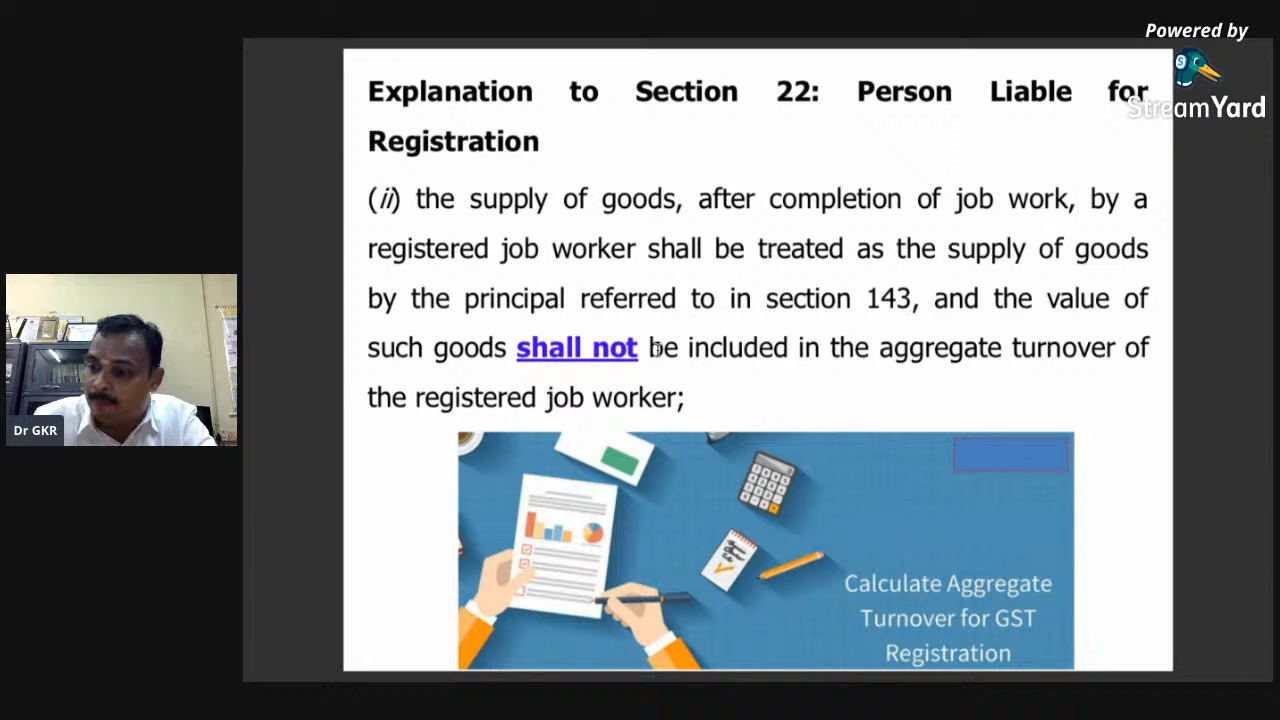 Powered by
StreamYard
Explanation to Section 22: Person Liable for
Registration
(ii) the supply of goods, after completion of job work, by a
registered job worker shall be treated as the supply of goods
by the principal referred to in section 143, and the value of
such goods shall not be included in the aggregate turnover of
the registered job worker;
Dr GKR
Calculate Aggregate
Turnover for GST
Registration